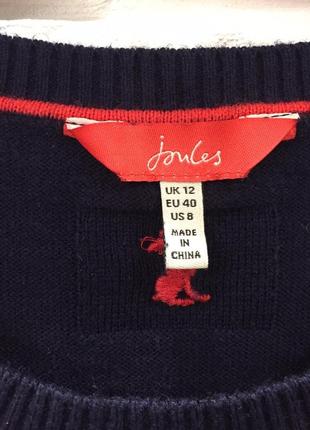 Joules
UK 12
EU 40
US 8
MADE
IN
CHINA